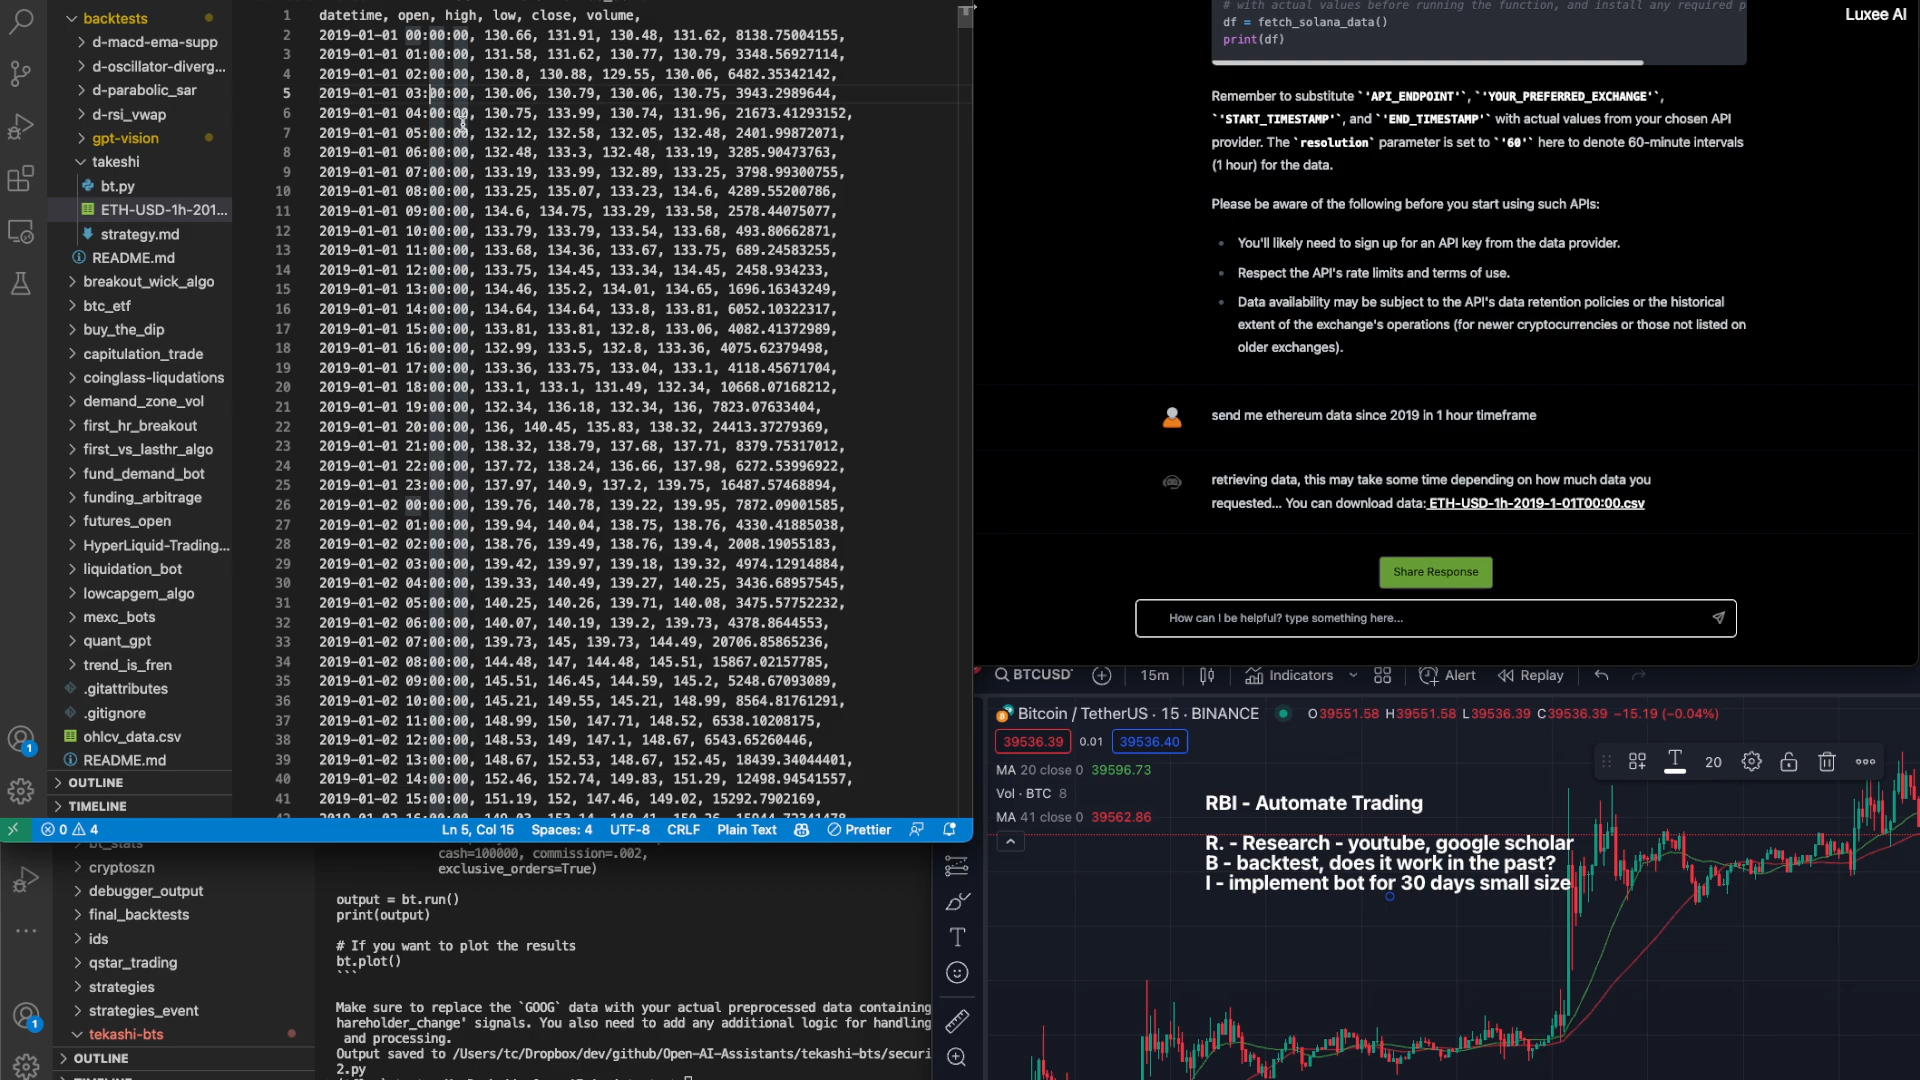 backtests
d-macd-ema-supp
d-oscillator-diverg...
d-parabolic_sar
d-rsi_vwap
gpt-vision
takeshi
bt.py
ETH-USD-1h-201...
strategy.md
README.md
breakout_wick_algo
btc_etf
buy_the_dip
capitulation_trade
coinglass-liqudations
demand_zone_vol
first_hr_breakout
first_vs_lasthr_algo
fund_demand_bot
funding_arbitrage
futures_open
HyperLiquid-Trading...
liquidation_bot
lowcapgem_algo
mexc_bots
quant_gpt
trend_is_fren
.gitattributes
.gitignore
ohlcv_data.csv
README.md
OUTLINE
TIMELINE
1 datetime, open, high, low, close, volume,
2 2019-01-01 00:00:00, 130.66, 131.91, 130.48, 131.62, 8138.75004155,
3 2019-01-01 01:00:00, 131.58, 131.62, 130.77, 130.79, 3348.56927114,
4 2019-01-01 02:00:00, 130.8, 130.88, 129.55, 130.06, 6482.35342142,
5 2019-01-01 03:00:00, 130.06, 130.79, 130.06, 130.75, 3943.2989644,
6 2019-01-01 04:00:00, 130.75, 133.99, 130.74, 131.96, 21673.41293152,
7 2019-01-01 05:00:00, 132.12, 132.58, 132.05, 132.48, 2401.99872071,
8 2019-01-01 06:00:00, 132.48, 133.3, 132.48, 133.19, 3285.90473763,
9 2019-01-01 07:00:00, 133.19, 133.99, 132.89, 133.25, 3798.99300755,
10 2019-01-01 08:00:00, 133.25, 135.07, 133.23, 134.6, 4289.55200786,
11 2019-01-01 09:00:00, 134.6, 134.75, 133.29, 133.58, 2578.44075077,
12 2019-01-01 10:00:00, 133.79, 133.79, 133.54, 133.68, 493.80662871,
13 2019-01-01 11:00:00, 133.68, 134.36, 133.67, 133.75, 689.24583255,
14 2019-01-01 12:00:00, 133.75, 134.45, 133.34, 134.45, 2458.934233,
15 2019-01-01 13:00:00, 134.46, 135.2, 134.01, 134.65, 1696.16343249,
16 2019-01-01 14:00:00, 134.64, 134.64, 133.8, 133.81, 6052.10322317,
17 2019-01-01 15:00:00, 133.81, 133.81, 132.8, 133.06, 4082.41372989,
18 2019-01-01 16:00:00, 132.99, 133.5, 132.8, 133.36, 4075.62379498,
19 2019-01-01 17:00:00, 133.36, 133.75, 133.04, 133.1, 4118.45671704,
20 2019-01-01 18:00:00, 133.1, 133.1, 131.49, 132.34, 10668.07168212,
21 2019-01-01 19:00:00, 132.34, 136.18, 132.34, 136, 7823.07633404,
22 2019-01-01 20:00:00, 136, 140.45, 135.83, 138.32, 24413.37279369,
23 2019-01-01 21:00:00, 138.32, 138.79, 137.68, 137.71, 8379.75317012,
24 2019-01-01 22:00:00, 137.72, 138.24, 136.66, 137.98, 6272.53996922,
25 2019-01-01 23:00:00, 137.97, 140.9, 137.2, 139.75, 16487.57468894,
26 2019-01-02 00:00:00, 139.76, 140.78, 139.22, 139.95, 7872.09001585,
27 2019-01-02 01:00:00, 139.94, 140.04, 138.75, 138.76, 4330.41885038,
28 2019-01-02 02:00:00, 138.76, 139.49, 138.76, 139.4, 2008.19055183,
29 2019-01-02 03:00:00, 139.42, 139.97, 139.18, 139.32, 4974.12914884,
30 2019-01-02 04:00:00, 139.33, 140.49, 139.27, 140.25, 3436.68957545,
31 2019-01-02 05:00:00, 140.25, 140.26, 139.71, 140.08, 3475.57752232,
32 2019-01-02 06:00:00, 140.07, 140.19, 139.2, 139.73, 4378.8644553,
33 2019-01-02 07:00:00, 139.73, 145, 139.73, 144.49, 20706.85865236,
34 2019-01-02 08:00:00, 144.48, 147, 144.48, 145.51, 15867.02157785,
35 2019-01-02 09:00:00, 145.51, 146.45, 144.59, 145.2, 5248.67093089,
36 2019-01-02 10:00:00, 145.21, 149.55, 145.21, 148.99, 8564.81761291,
37 2019-01-02 11:00:00, 148.99, 150, 147.71, 148.52, 6538.10208175,
38 2019-01-02 12:00:00, 148.53, 149, 147.1, 148.67, 6543.65260446,
39 2019-01-02 13:00:00, 148.67, 152.53, 148.67, 152.45, 18439.34044401,
40 2019-01-02 14:00:00, 152.46, 152.74, 149.83, 151.29, 12498.94541557,
41 2019-01-02 15:00:00, 151.19, 152, 147.46, 149.02, 15292.7902169,
0 4 Ln 5, Col 15 Spaces: 4 UTF-8 CRLF Plain Text Prettier
cryptoszn
debugger_output
final_backtests
ids
qstar_trading
strategies
strategies_event
tekashi-bts
OUTLINE
cash=100000, commission=.002,
exclusive_orders=True)
output = bt.run()
print(output)
# If you want to plot the results
bt.plot()
```
Make sure to replace the `GOOG` data with your actual preprocessed data containing
hareholder_change' signals. You also need to add any additional logic for handling
and processing.
Output saved to /Users/tc/Dropbox/dev/github/Open-AI-Assistants/tekashi-bts/securi
2.py
Luxee AI
# with actual values before running the function, and install any required p
df = fetch_solana_data()
print(df)
Remember to substitute `'API_ENDPOINT'`, `'YOUR_PREFERRED_EXCHANGE'`,
`'START_TIMESTAMP'`, and `'END_TIMESTAMP'` with actual values from your chosen API
provider. The `resolution` parameter is set to `'60'` here to denote 60-minute intervals
(1 hour) for the data.
Please be aware of the following before you start using such APIs:
• You'll likely need to sign up for an API key from the data provider.
• Respect the API's rate limits and terms of use.
• Data availability may be subject to the API's data retention policies or the historical
extent of the exchange's operations (for newer cryptocurrencies or those not listed on
older exchanges).
send me ethereum data since 2019 in 1 hour timeframe
retrieving data, this may take some time depending on how much data you
requested... You can download data: ETH-USD-1h-2019-1-01T00:00.csv
Share Response
How can I be helpful? type something here...
BTCUSDT 15m Indicators Alert Replay
Bitcoin / TetherUS · 15 · BINANCE O39551.58 H39551.58 L39536.39 C39536.39 −15.19 (−0.04%)
39536.39 0.01 39536.40
MA 20 close 0 39596.73
Vol · BTC 8
MA 41 close 0 39562.86
20
RBI - Automate Trading
R. - Research - youtube, google scholar
B - backtest, does it work in the past?
I - implement bot for 30 days small size